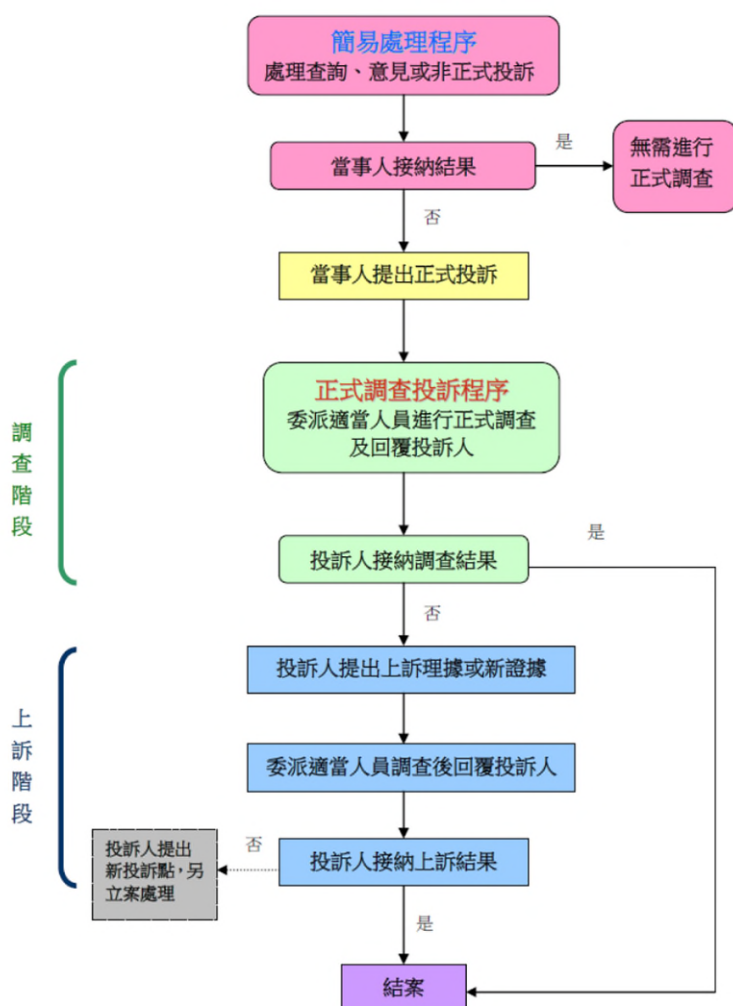 簡易處理程序
處理查詢、意見或非正式投訴
當事人接納結果
是
無需進行
正式調查
否
當事人提出正式投訴
調查階段
正式調查投訴程序
委派適當人員進行正式調查
及回覆投訴人
投訴人接納調查結果
是
否
上訴階段
投訴人提出上訴理據或新證據
委派適當人員調查後回覆投訴人
投訴人接納上訴結果
否
投訴人提出
新投訴點，另
立案處理
是
結案